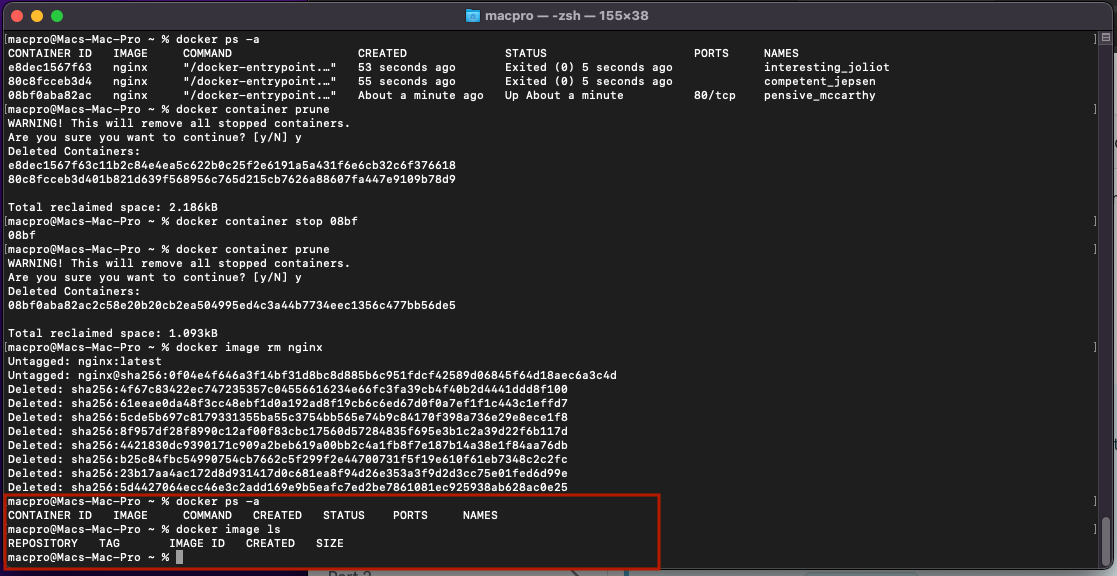 macpro — -zsh — 155×38
[macpro@Macs-Mac-Pro ~ % docker ps -a ]
CONTAINER ID   IMAGE     COMMAND                  CREATED              STATUS                     PORTS     NAMES
e8dec1567f63   nginx     "/docker-entrypoint.…"   53 seconds ago       Exited (0) 5 seconds ago             interesting_joliot
80c8fcceb3d4   nginx     "/docker-entrypoint.…"   55 seconds ago       Exited (0) 5 seconds ago             competent_jepsen
08bf0aba82ac   nginx     "/docker-entrypoint.…"   About a minute ago   Up About a minute          80/tcp    pensive_mccarthy
[macpro@Macs-Mac-Pro ~ % docker container prune ]
WARNING! This will remove all stopped containers.
Are you sure you want to continue? [y/N] y
Deleted Containers:
e8dec1567f63c11b2c84e4ea5c622b0c25f2e6191a5a431f6e6cb32c6f376618
80c8fcceb3d401b821d639f568956c765d215cb7626a88607fa447e9109b78d9
Total reclaimed space: 2.186kB
[macpro@Macs-Mac-Pro ~ % docker container stop 08bf ]
08bf
[macpro@Macs-Mac-Pro ~ % docker container prune ]
WARNING! This will remove all stopped containers.
Are you sure you want to continue? [y/N] y
Deleted Containers:
08bf0aba82ac2c58e20b20cb2ea504995ed4c3a44b7734eec1356c477bb56de5
Total reclaimed space: 1.093kB
[macpro@Macs-Mac-Pro ~ % docker image rm nginx ]
Untagged: nginx:latest
Untagged: nginx@sha256:0f04e4f646a3f14bf31d8bc8d885b6c951fdcf42589d06845f64d18aec6a3c4d
Deleted: sha256:4f67c83422ec747235357c04556616234e66fc3fa39cb4f40b2d4441ddd8f100
Deleted: sha256:61eeae0da48f3cc48ebf1d0a192ad8f19cb6c6ed67d0f0a7ef1f1c443c1effd7
Deleted: sha256:5cde5b697c8179331355ba55c3754bb565e74b9c84170f398a736e29e8ece1f8
Deleted: sha256:8f957df28f8990c12af00f83cbc17560d57284835f695e3b1c2a39d22f6b117d
Deleted: sha256:4421830dc9390171c909a2beb619a00bb2c4a1fb8f7e187b14a38e1f84aa76db
Deleted: sha256:b25c84fbc54990754cb7662c5f299f2e44700731f5f19e610f61eb7348c2c2fc
Deleted: sha256:23b17aa4ac172d8d931417d0c681ea8f94d26e353a3f9d2d3cc75e01fed6d99e
Deleted: sha256:5d4427064ecc46e3c2add169e9b5eafc7ed2be7861081ec925938ab628ac0e25
macpro@Macs-Mac-Pro ~ % docker ps -a ]
CONTAINER ID   IMAGE     COMMAND   CREATED   STATUS    PORTS     NAMES
macpro@Macs-Mac-Pro ~ % docker image ls ]
REPOSITORY   TAG       IMAGE ID   CREATED   SIZE
macpro@Macs-Mac-Pro ~ %